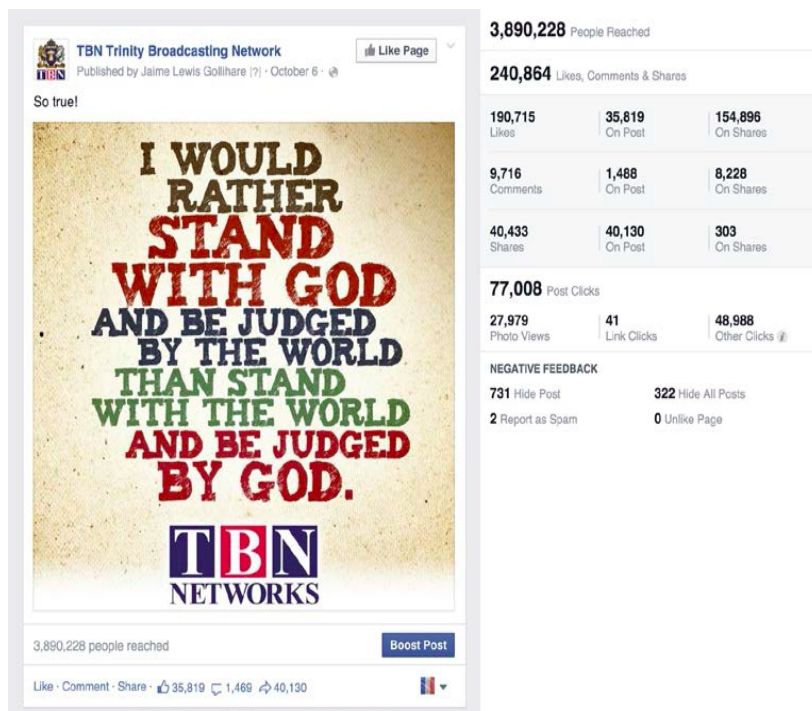 TBN Trinity Broadcasting Network
Published by Jaime Lewis Gollihare [?] · October 6 ·
Like Page
So true!
I WOULD
RATHER
STAND
WITH GOD
AND BE JUDGED
BY THE WORLD
THAN STAND
WITH THE WORLD
AND BE JUDGED
BY GOD.
TBN
NETWORKS
3,890,228 people reached
Boost Post
Like · Comment · Share · 35,819 1,469 40,130
3,890,228 People Reached
240,864 Likes, Comments & Shares
190,715 35,819 154,896
Likes On Post On Shares
9,716 1,488 8,228
Comments On Post On Shares
40,433 40,130 303
Shares On Post On Shares
77,008 Post Clicks
27,979 41 48,988
Photo Views Link Clicks Other Clicks i
NEGATIVE FEEDBACK
731 Hide Post 322 Hide All Posts
2 Report as Spam 0 Unlike Page